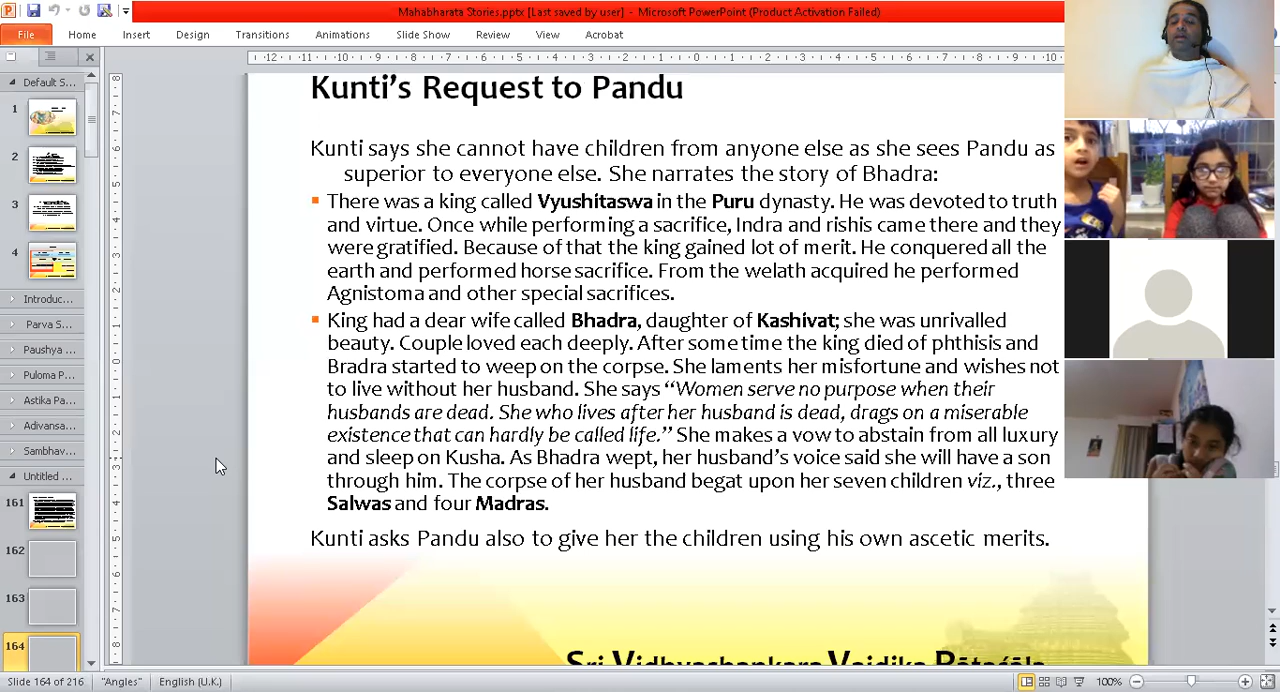 Mahabharata Stories.pptx [Last saved by user] - Microsoft PowerPoint (Product Activation Failed)
File Home Insert Design Transitions Animations Slide Show Review View Acrobat
Default S...
1
2
3
4
Introduc...
Parva S...
Paushya ...
Puloma P...
Astika Pa...
Adivansa...
Sambhav...
Untitled ...
161
162
163
164
Kunti's Request to Pandu
Kunti says she cannot have children from anyone else as she sees Pandu as
superior to everyone else. She narrates the story of Bhadra:
There was a king called Vyushitaswa in the Puru dynasty. He was devoted to truth
and virtue. Once while performing a sacrifice, Indra and rishis came there and they
were gratified. Because of that the king gained lot of merit. He conquered all the
earth and performed horse sacrifice. From the welath acquired he performed
Agnistoma and other special sacrifices.
King had a dear wife called Bhadra, daughter of Kashivat; she was unrivalled
beauty. Couple loved each deeply. After some time the king died of phthisis and
Bradra started to weep on the corpse. She laments her misfortune and wishes not
to live without her husband. She says "Women serve no purpose when their
husbands are dead. She who lives after her husband is dead, drags on a miserable
existence that can hardly be called life." She makes a vow to abstain from all luxury
and sleep on Kusha. As Bhadra wept, her husband's voice said she will have a son
through him. The corpse of her husband begat upon her seven children viz., three
Salwas and four Madras.
Kunti asks Pandu also to give her the children using his own ascetic merits.
Sri Vidhyashankara Vaidika Pāṭaśāla
Slide 164 of 216 "Angles" English (U.K.) 100%